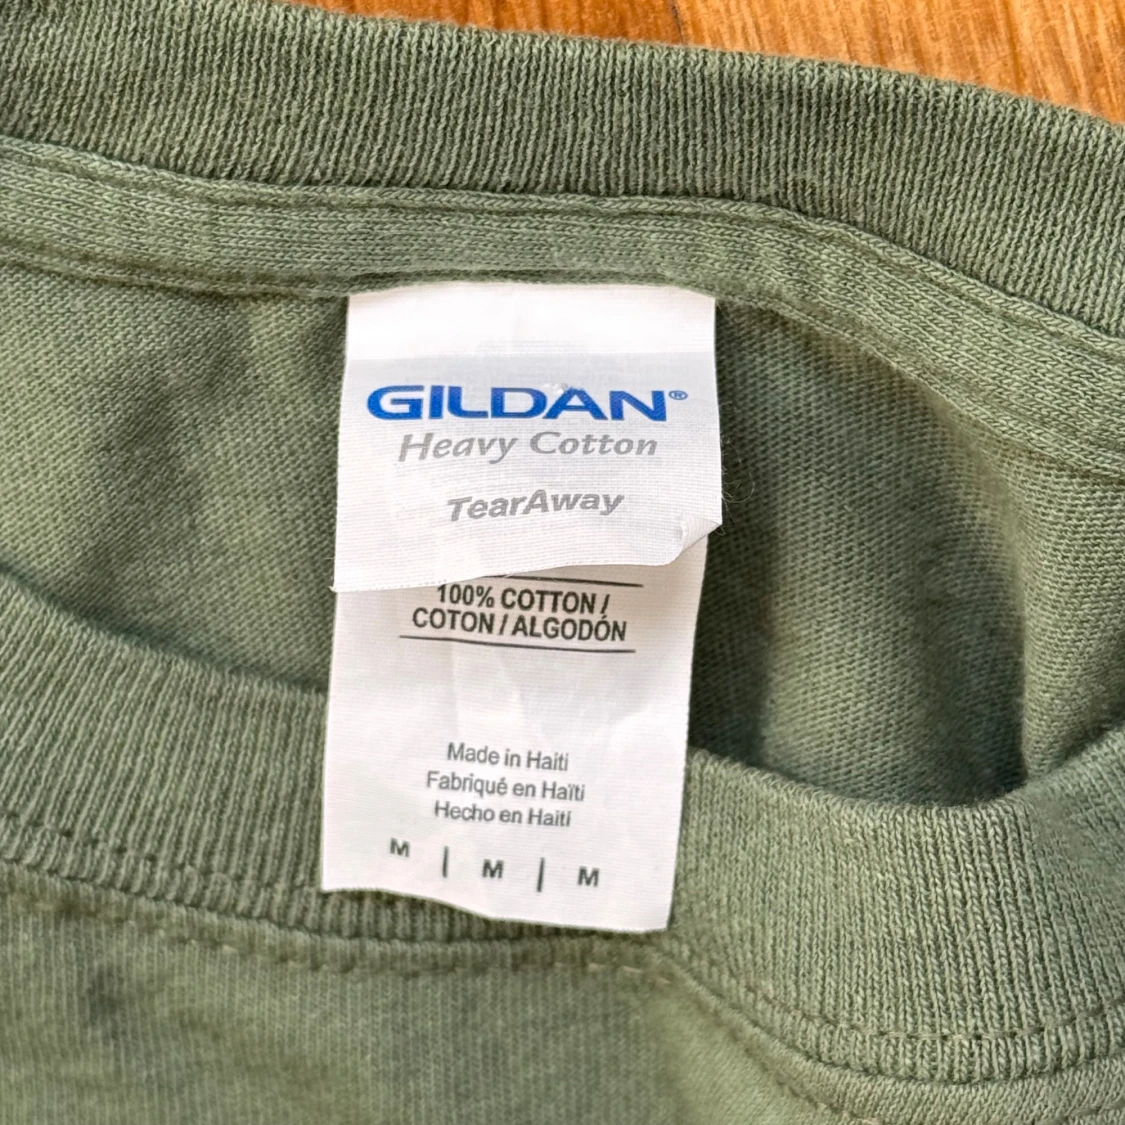 GILDAN®
Heavy Cotton
TearAway
100% COTTON /
COTON / ALGODÓN
Made in Haiti
Fabriqué en Haïti
Hecho en Haití
M | M | M